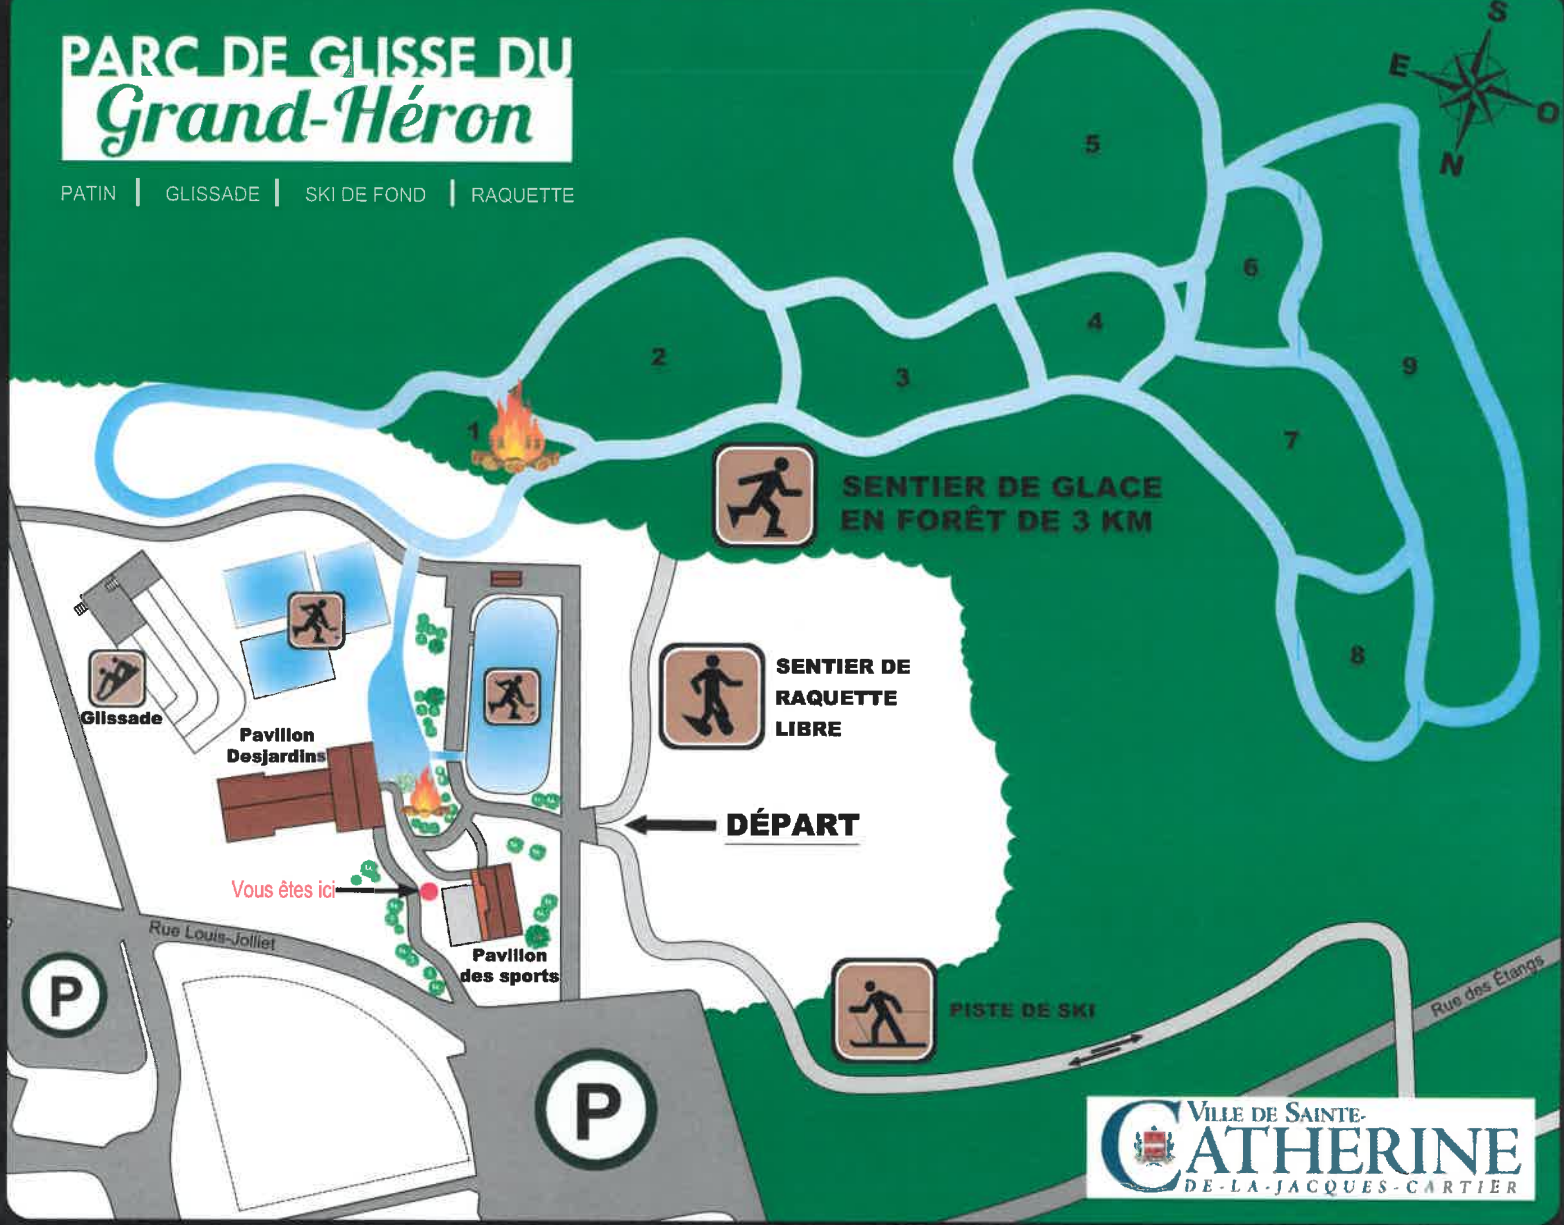 PARC DE GLISSE DU
Grand-Héron
PATIN | GLISSADE | SKI DE FOND | RAQUETTE
S
E
O
N
5
6
4
2
3
9
1
7
SENTIER DE GLACE
EN FORÊT DE 3 KM
8
SENTIER DE
RAQUETTE
LIBRE
Glissade
Pavillon
Desjardins
DÉPART
Vous êtes ici
Rue Louis-Jolliet
Pavillon
des sports
P
PISTE DE SKI
Rue des Étangs
P
VILLE DE SAINTE-
CATHERINE
DE-LA-JACQUES-CARTIER